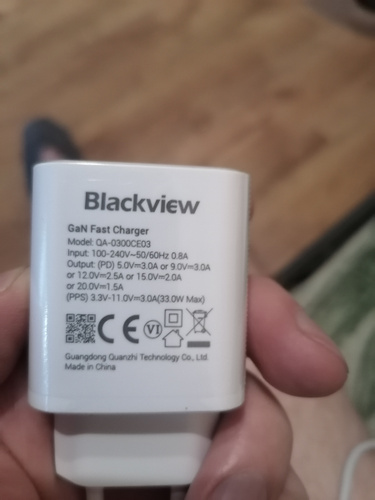 Blackview
GaN Fast Charger
Model: QA-0300CE03
Input: 100-240V~50/60Hz 0.8A
Output: (PD) 5.0V⎓3.0A or 9.0V⎓3.0A
or 12.0V⎓2.5A or 15.0V⎓2.0A
or 20.0V⎓1.5A
(PPS) 3.3V-11.0V⎓3.0A(33.0W Max)
CE VI
Guangdong Quanzhi Technology Co., Ltd.
Made in China